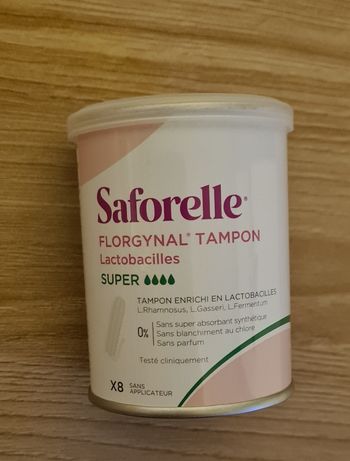 Saforelle®
FLORGYNAL® TAMPON
Lactobacilles
SUPER
TAMPON ENRICHI EN LACTOBACILLES
L.Rhamnosus, L.Gasseri, L.Fermentum
0%
Sans super absorbant synthétique
Sans blanchiment au chlore
Sans parfum
Testé cliniquement
X8 SANS
APPLICATEUR